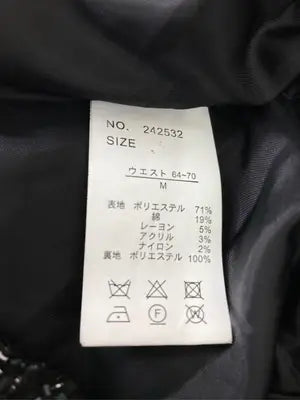 NO. 242532
SIZE
ウエスト 64~70
M
表地 ポリエステル 71%
綿 19%
レーヨン 5%
アクリル 3%
ナイロン 2%
裏地 ポリエステル 100%